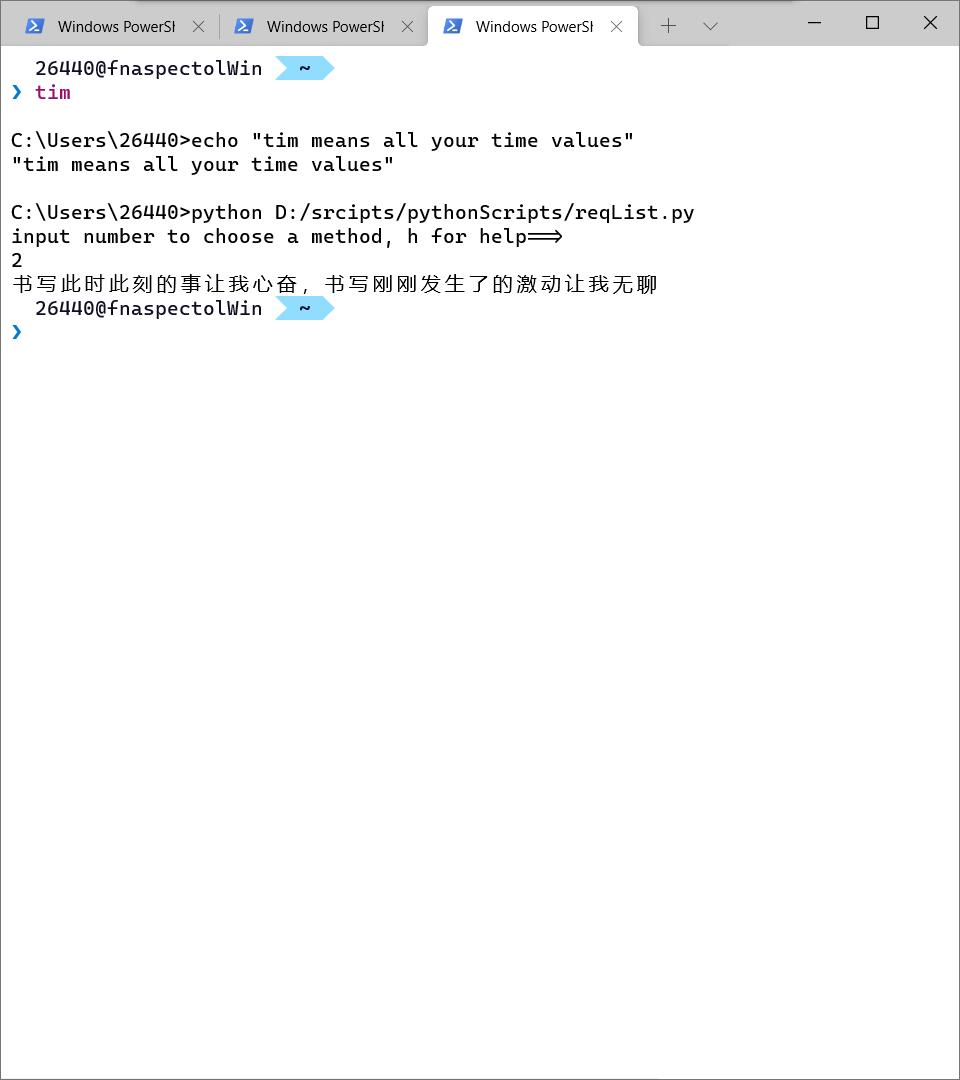 Windows PowerSh
Windows PowerSh
Windows PowerSh
26440@fnaspectolWin ~
❯ tim
C:\Users\26440>echo "tim means all your time values"
"tim means all your time values"
C:\Users\26440>python D:/srcipts/pythonScripts/reqList.py
input number to choose a method, h for help==>
2
书写此时此刻的事让我心奋，书写刚刚发生了的激动让我无聊
26440@fnaspectolWin ~
❯